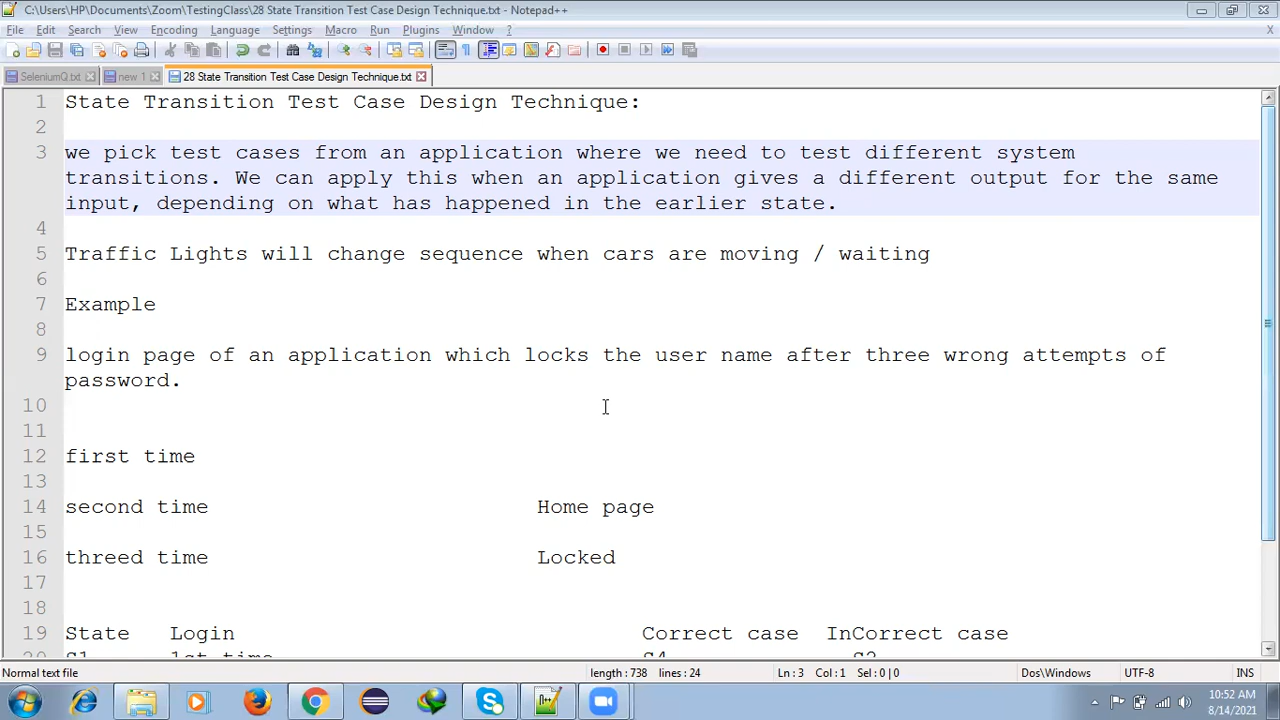 C:\Users\HP\Documents\Zoom\TestingClass\28 State Transition Test Case Design Technique.txt - Notepad++
File Edit Search View Encoding Language Settings Macro Run Plugins Window ? X
SeleniumQ.txt new 1 28 State Transition Test Case Design Technique.txt
1 State Transition Test Case Design Technique:
2
3 we pick test cases from an application where we need to test different system
transitions. We can apply this when an application gives a different output for the same
input, depending on what has happened in the earlier state.
4
5 Traffic Lights will change sequence when cars are moving / waiting
6
7 Example
8
9 login page of an application which locks the user name after three wrong attempts of
password.
10
11
12 first time
13
14 second time Home page
15
16 threed time Locked
17
18
19 State Login Correct case InCorrect case
20 S1 1st time S4 S2
Normal text file length : 738 lines : 24 Ln : 3 Col : 1 Sel : 0 | 0 Dos\Windows UTF-8 INS
10:52 AM
8/14/2021